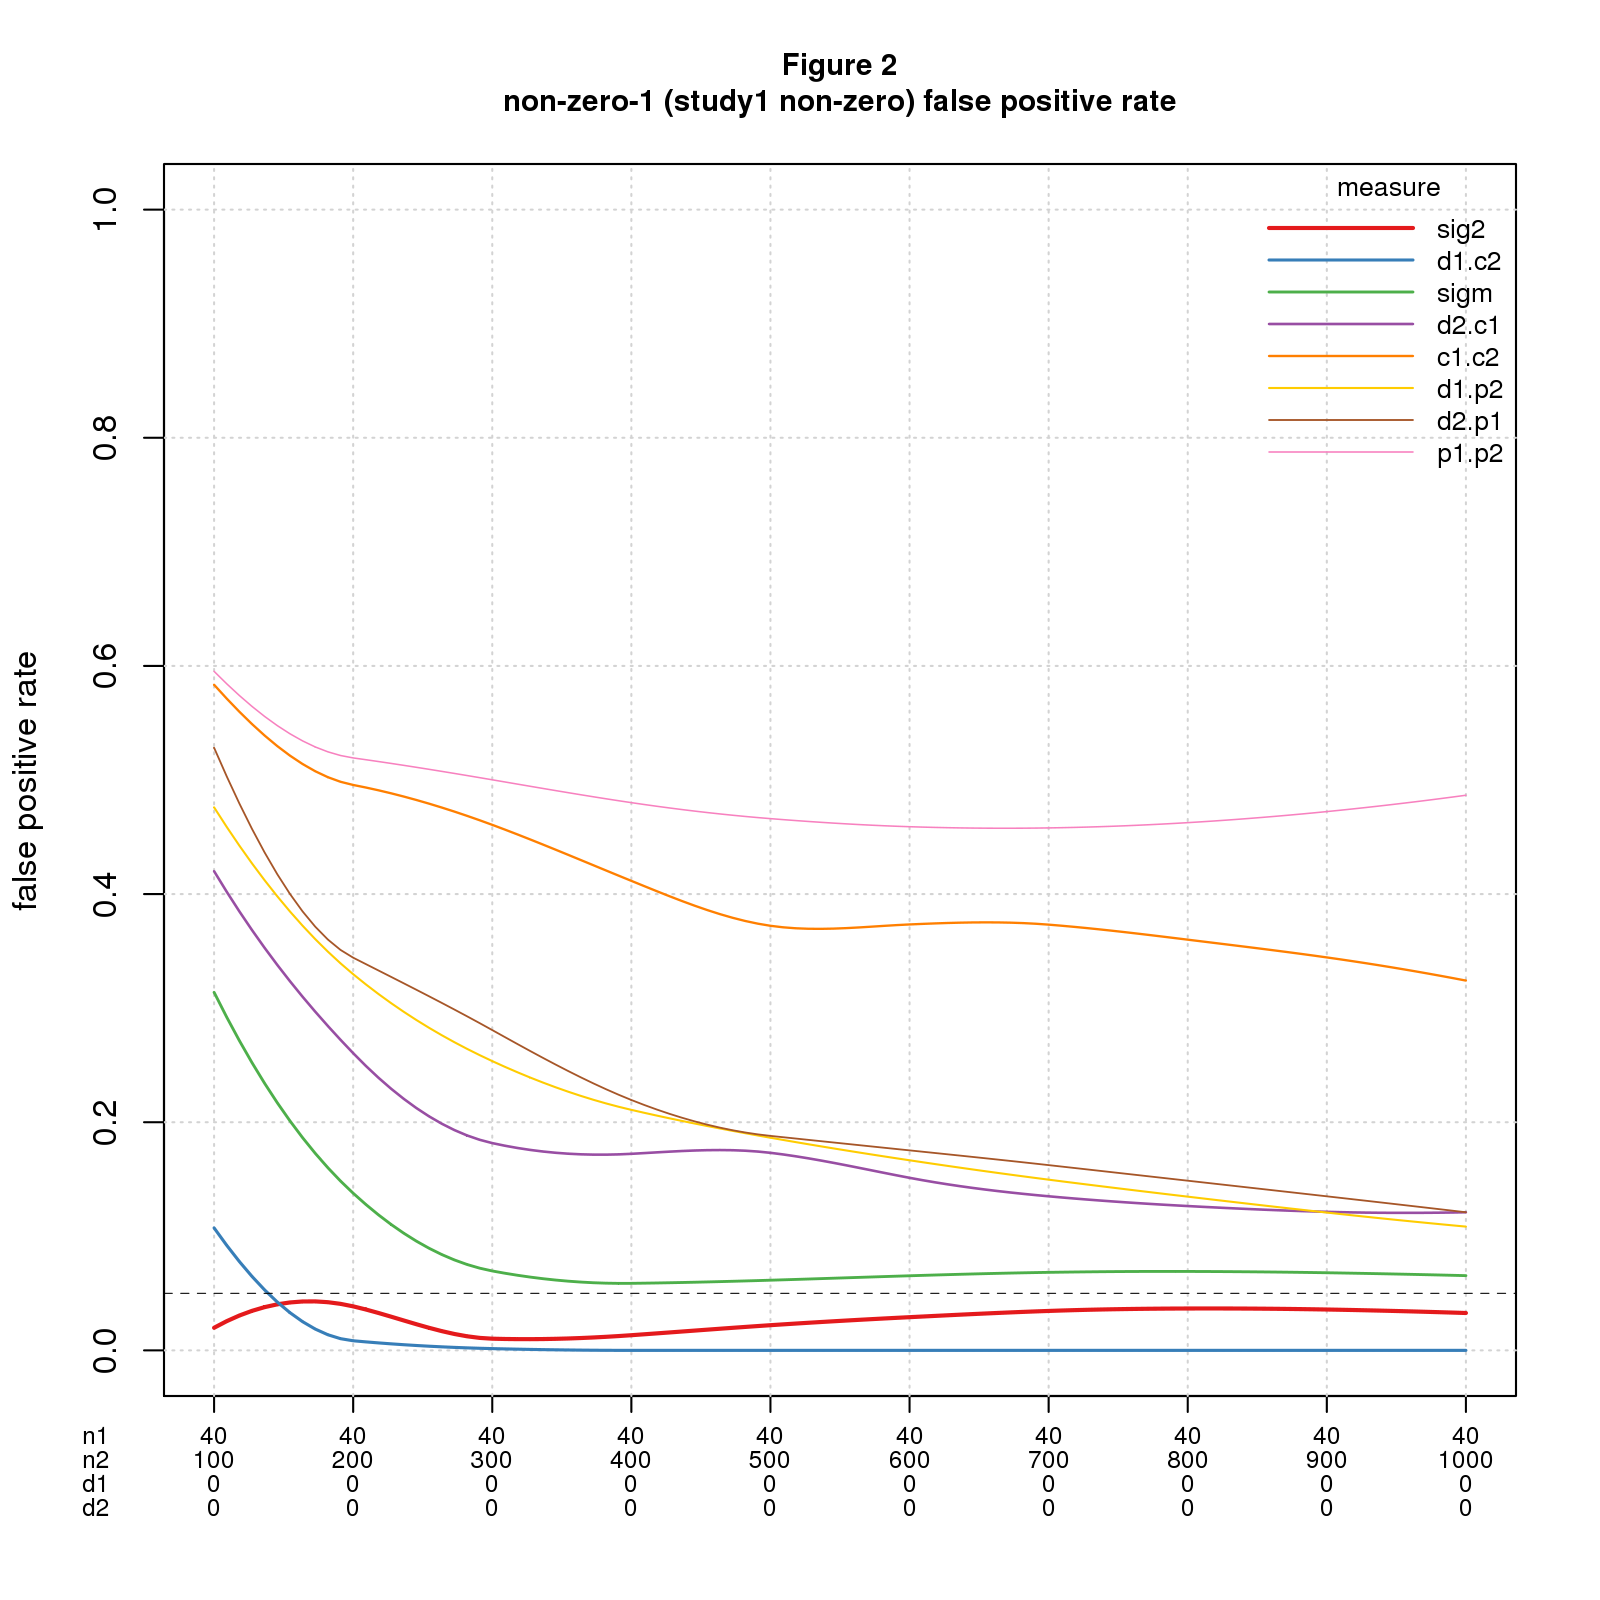 Figure 2
non-zero-1 (study1 non-zero) false positive rate
measure
sig2
d1.c2
sigm
d2.c1
c1.c2
d1.p2
d2.p1
p1.p2
false positive rate
1.0
0.8
0.6
0.4
0.2
0.0
n1 40 40 40 40 40 40 40 40 40 40
n2 100 200 300 400 500 600 700 800 900 1000
d1 0 0 0 0 0 0 0 0 0 0
d2 0 0 0 0 0 0 0 0 0 0